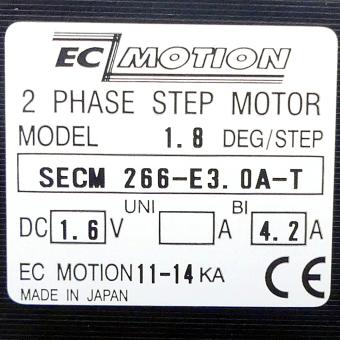 EC MOTION
2 PHASE STEP MOTOR
MODEL 1.8 DEG/STEP
SECM 266-E3.0A-T
UNI BI
DC 1.6 V A 4.2 A
EC MOTION 11-14 KA CE
MADE IN JAPAN